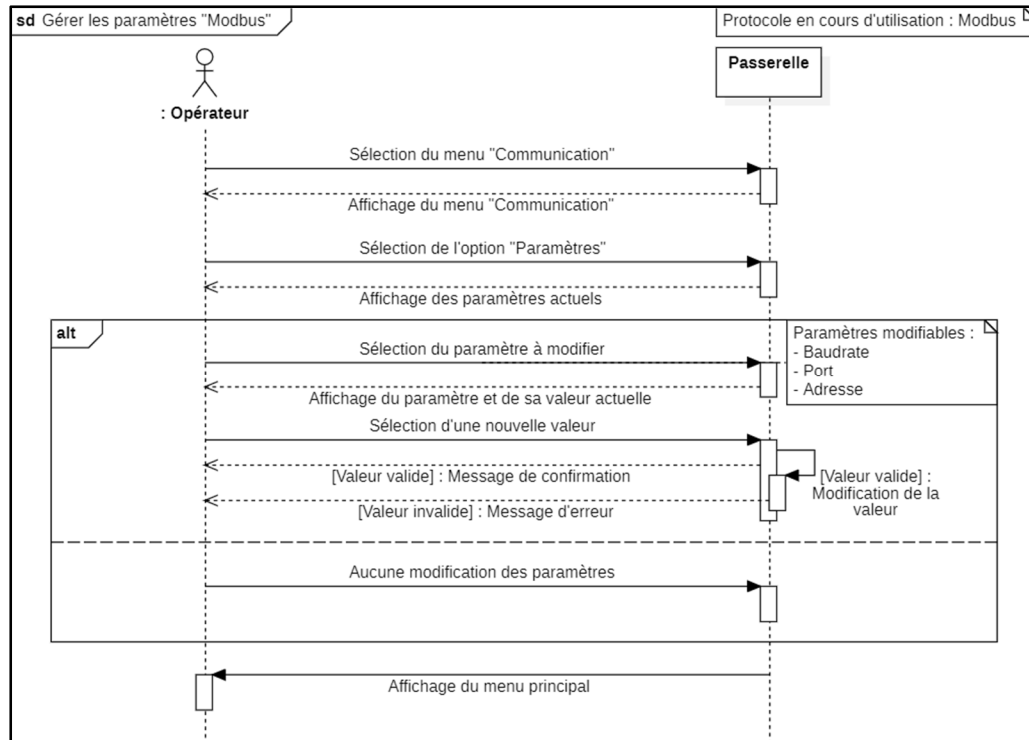 sd Gérer les paramètres "Modbus"
Protocole en cours d'utilisation : Modbus
Passerelle
: Opérateur
Sélection du menu "Communication"
Affichage du menu "Communication"
Sélection de l'option "Paramètres"
Affichage des paramètres actuels
alt
Paramètres modifiables :
- Baudrate
- Port
- Adresse
Sélection du paramètre à modifier
Affichage du paramètre et de sa valeur actuelle
Sélection d'une nouvelle valeur
[Valeur valide] : Message de confirmation
[Valeur valide] :
Modification de la
valeur
[Valeur invalide] : Message d'erreur
Aucune modification des paramètres
Affichage du menu principal